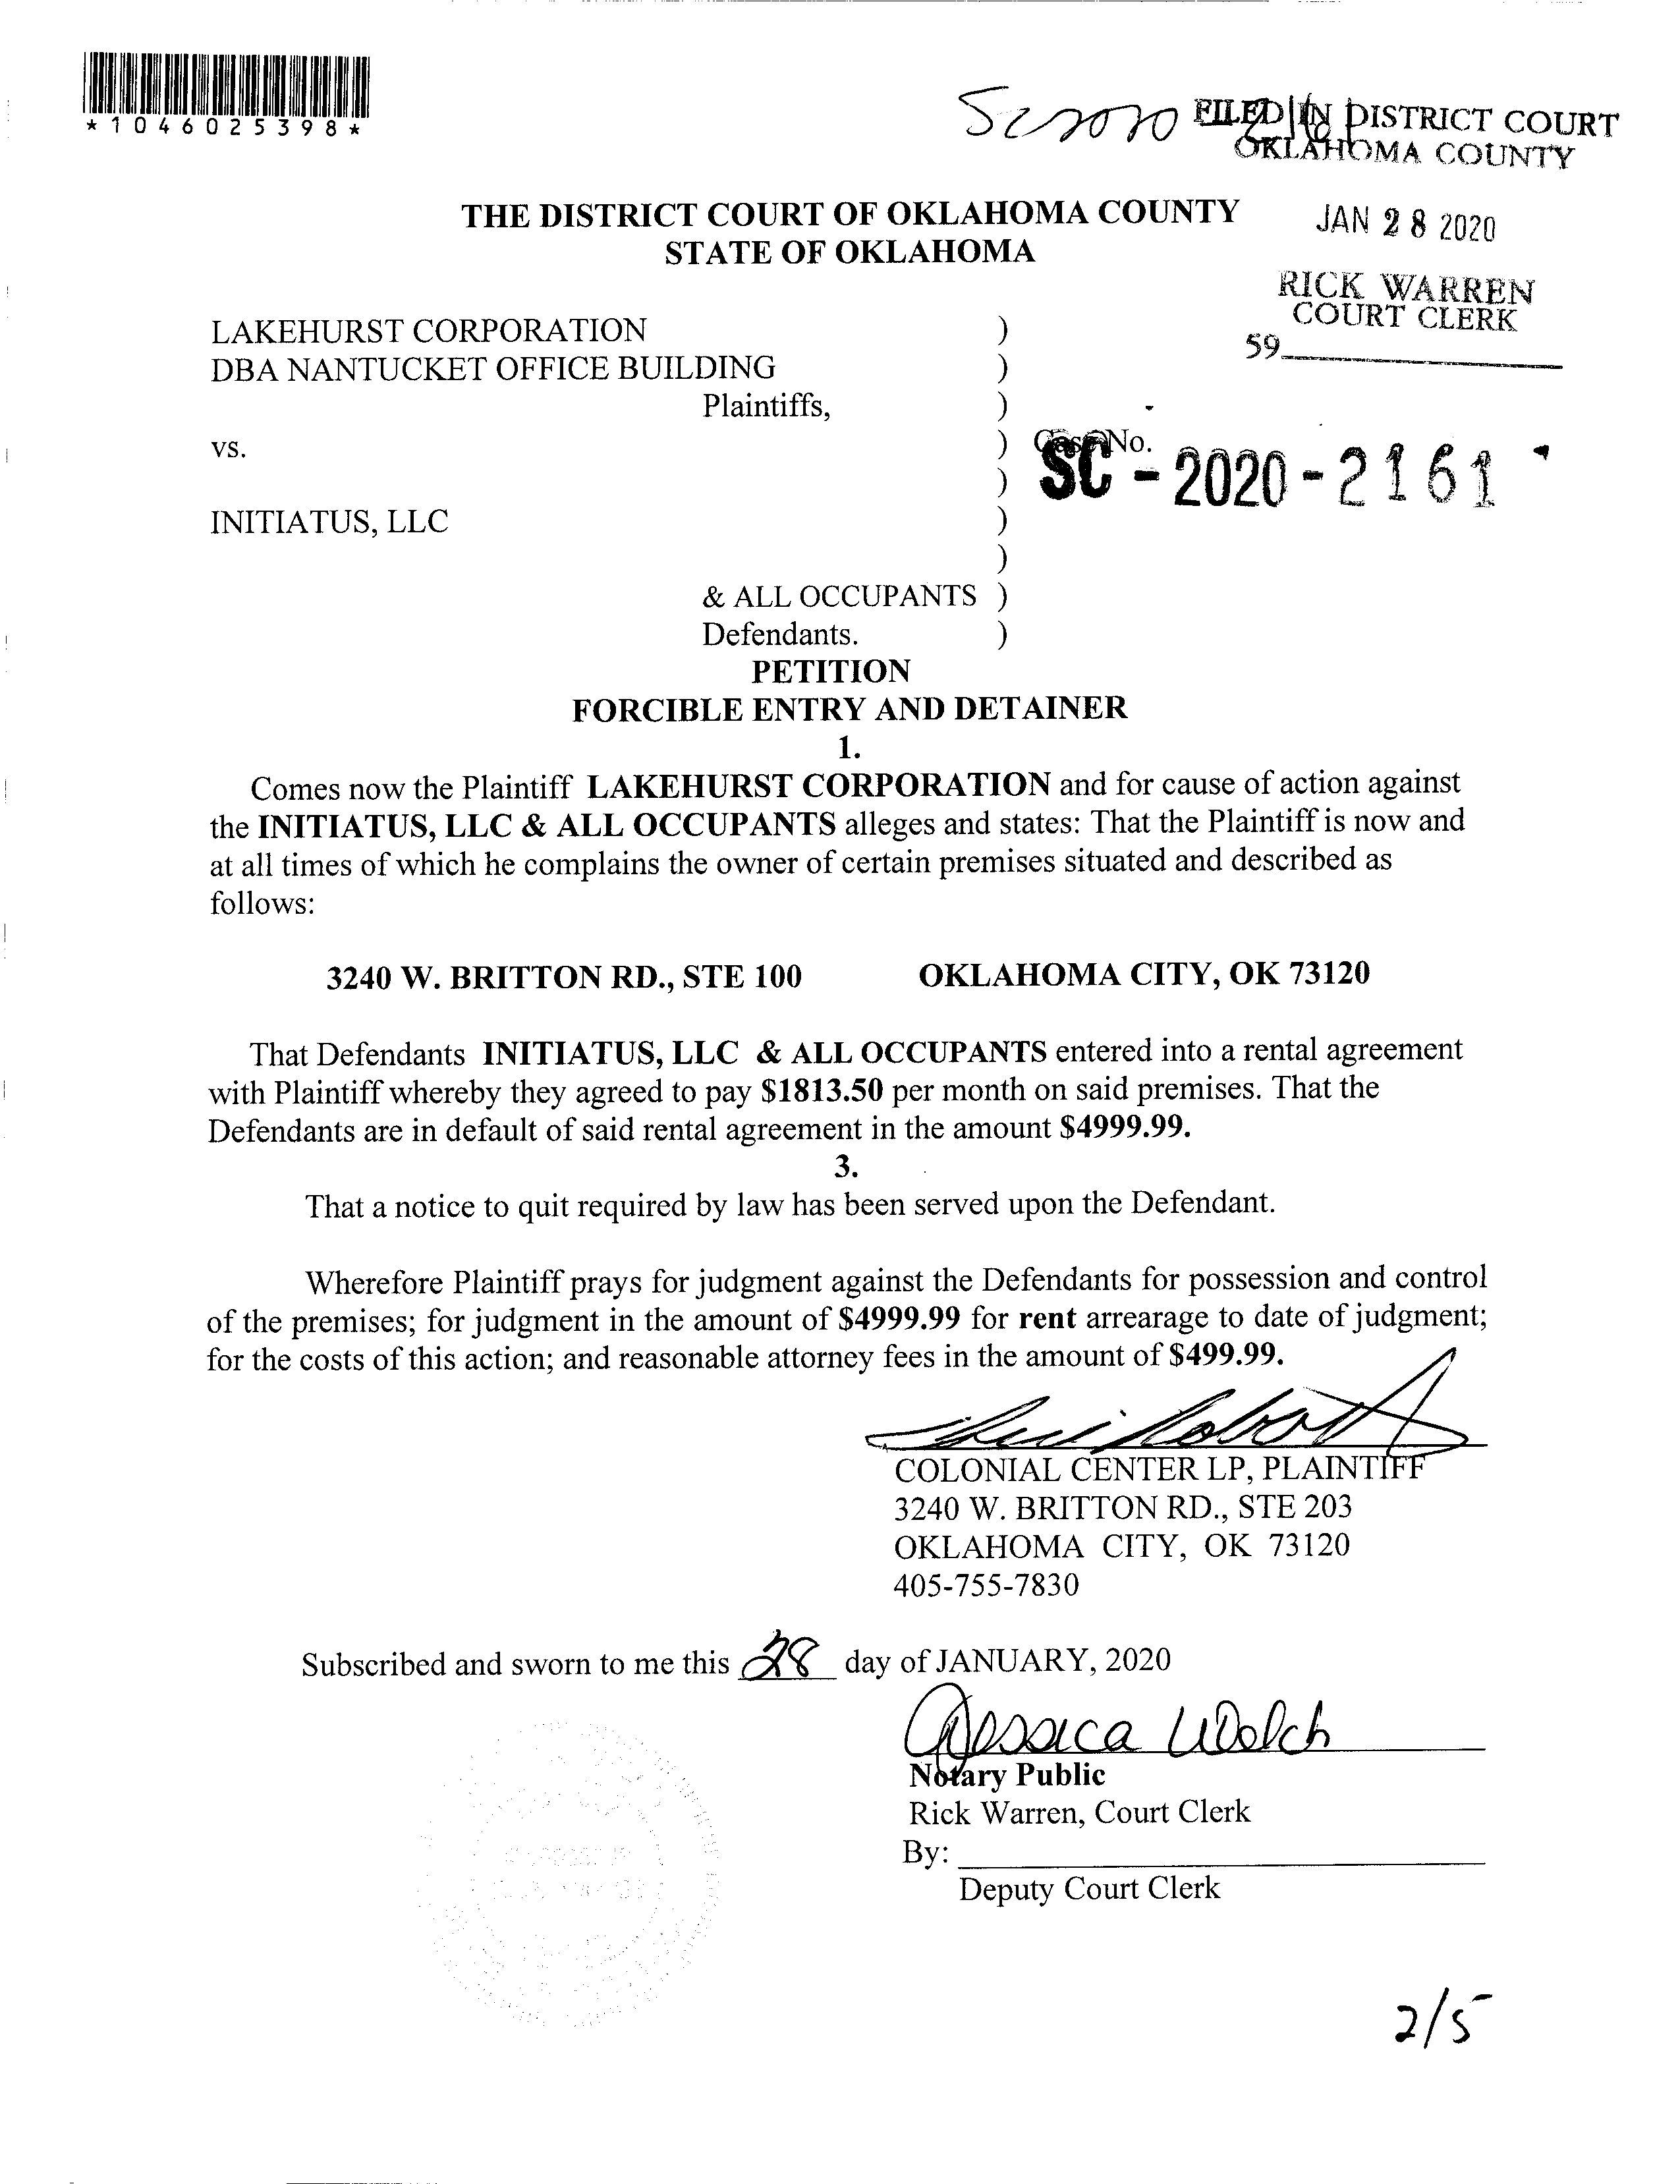 *1046025398*
FILED IN DISTRICT COURT
OKLAHOMA COUNTY
THE DISTRICT COURT OF OKLAHOMA COUNTY
STATE OF OKLAHOMA
JAN 28 2020
RICK WARREN
COURT CLERK
59
LAKEHURST CORPORATION )
DBA NANTUCKET OFFICE BUILDING )
Plaintiffs, )
vs. ) Case No.
) SC - 2020 - 2161
INITIATUS, LLC )
)
& ALL OCCUPANTS )
Defendants. )
PETITION
FORCIBLE ENTRY AND DETAINER
1.
Comes now the Plaintiff LAKEHURST CORPORATION and for cause of action against
the INITIATUS, LLC & ALL OCCUPANTS alleges and states: That the Plaintiff is now and
at all times of which he complains the owner of certain premises situated and described as
follows:
3240 W. BRITTON RD., STE 100 OKLAHOMA CITY, OK 73120
That Defendants INITIATUS, LLC & ALL OCCUPANTS entered into a rental agreement
with Plaintiff whereby they agreed to pay $1813.50 per month on said premises. That the
Defendants are in default of said rental agreement in the amount $4999.99.
3.
That a notice to quit required by law has been served upon the Defendant.
Wherefore Plaintiff prays for judgment against the Defendants for possession and control
of the premises; for judgment in the amount of $4999.99 for rent arrearage to date of judgment;
for the costs of this action; and reasonable attorney fees in the amount of $499.99.
COLONIAL CENTER LP, PLAINTIFF
3240 W. BRITTON RD., STE 203
OKLAHOMA CITY, OK 73120
405-755-7830
Subscribed and sworn to me this 28 day of JANUARY, 2020
Jessica Welch
Notary Public
Rick Warren, Court Clerk
By:
Deputy Court Clerk
2/5